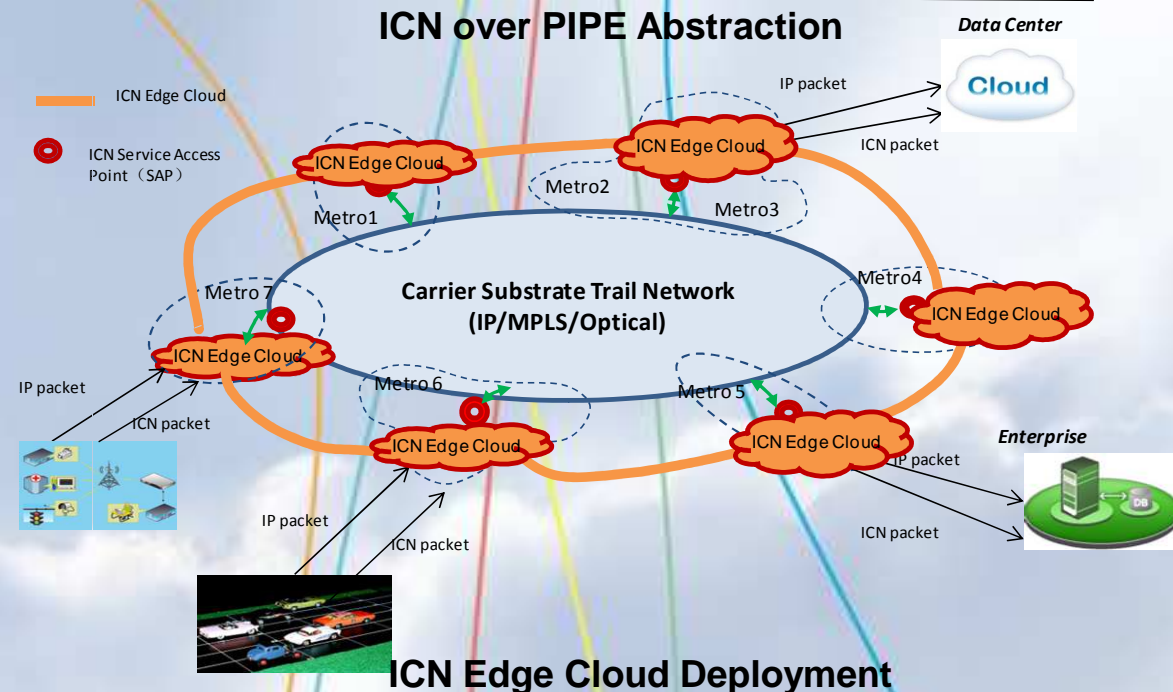 ICN over PIPE Abstraction
Data Center
Cloud
IP packet
ICN packet
ICN Edge Cloud
ICN Service Access
Point（SAP）
ICN Edge Cloud
ICN Edge Cloud
Metro1
Metro2
Metro3
Metro4
ICN Edge Cloud
Carrier Substrate Trail Network
(IP/MPLS/Optical)
Metro 7
ICN Edge Cloud
IP packet
ICN packet
Metro 6
ICN Edge Cloud
Metro 5
ICN Edge Cloud
Enterprise
IP packet
ICN packet
DB
IP packet
ICN packet
ICN Edge Cloud Deployment